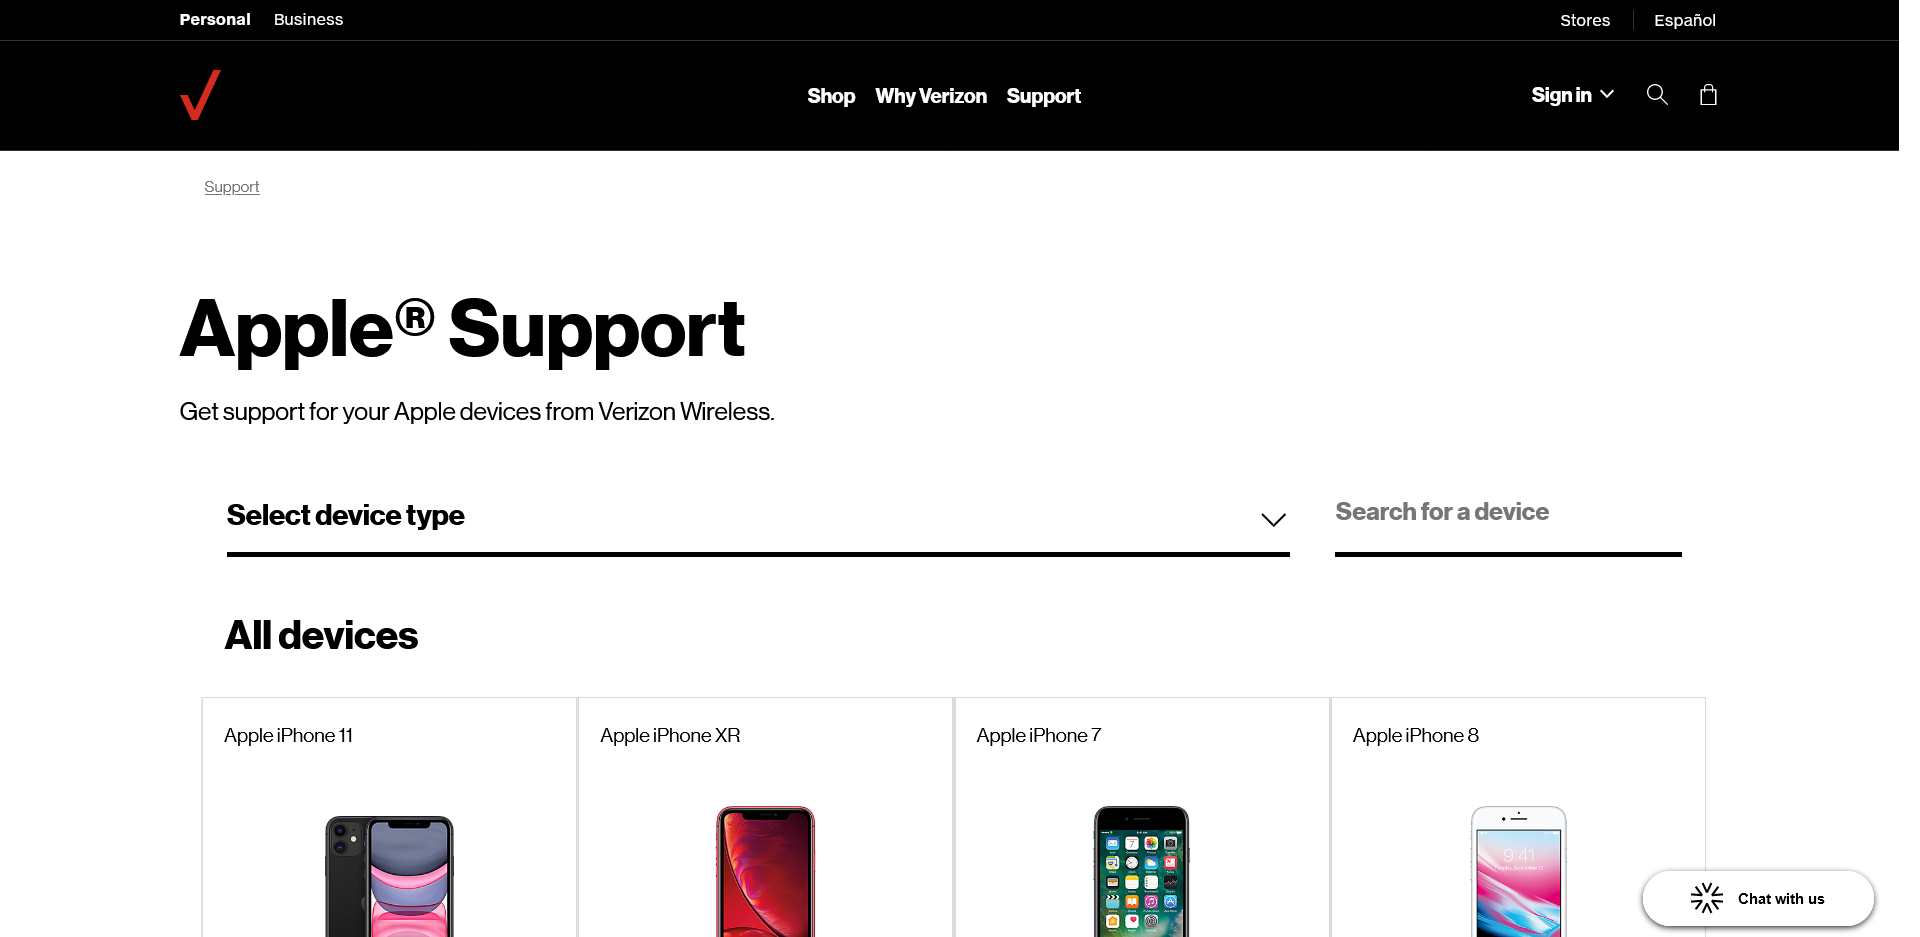 Personal Business
Stores Español
Shop Why Verizon Support
Sign in
Support
Apple® Support
Get support for your Apple devices from Verizon Wireless.
Select device type
Search for a device
All devices
Apple iPhone 11
Apple iPhone XR
Apple iPhone 7
Apple iPhone 8
9:41
Chat with us